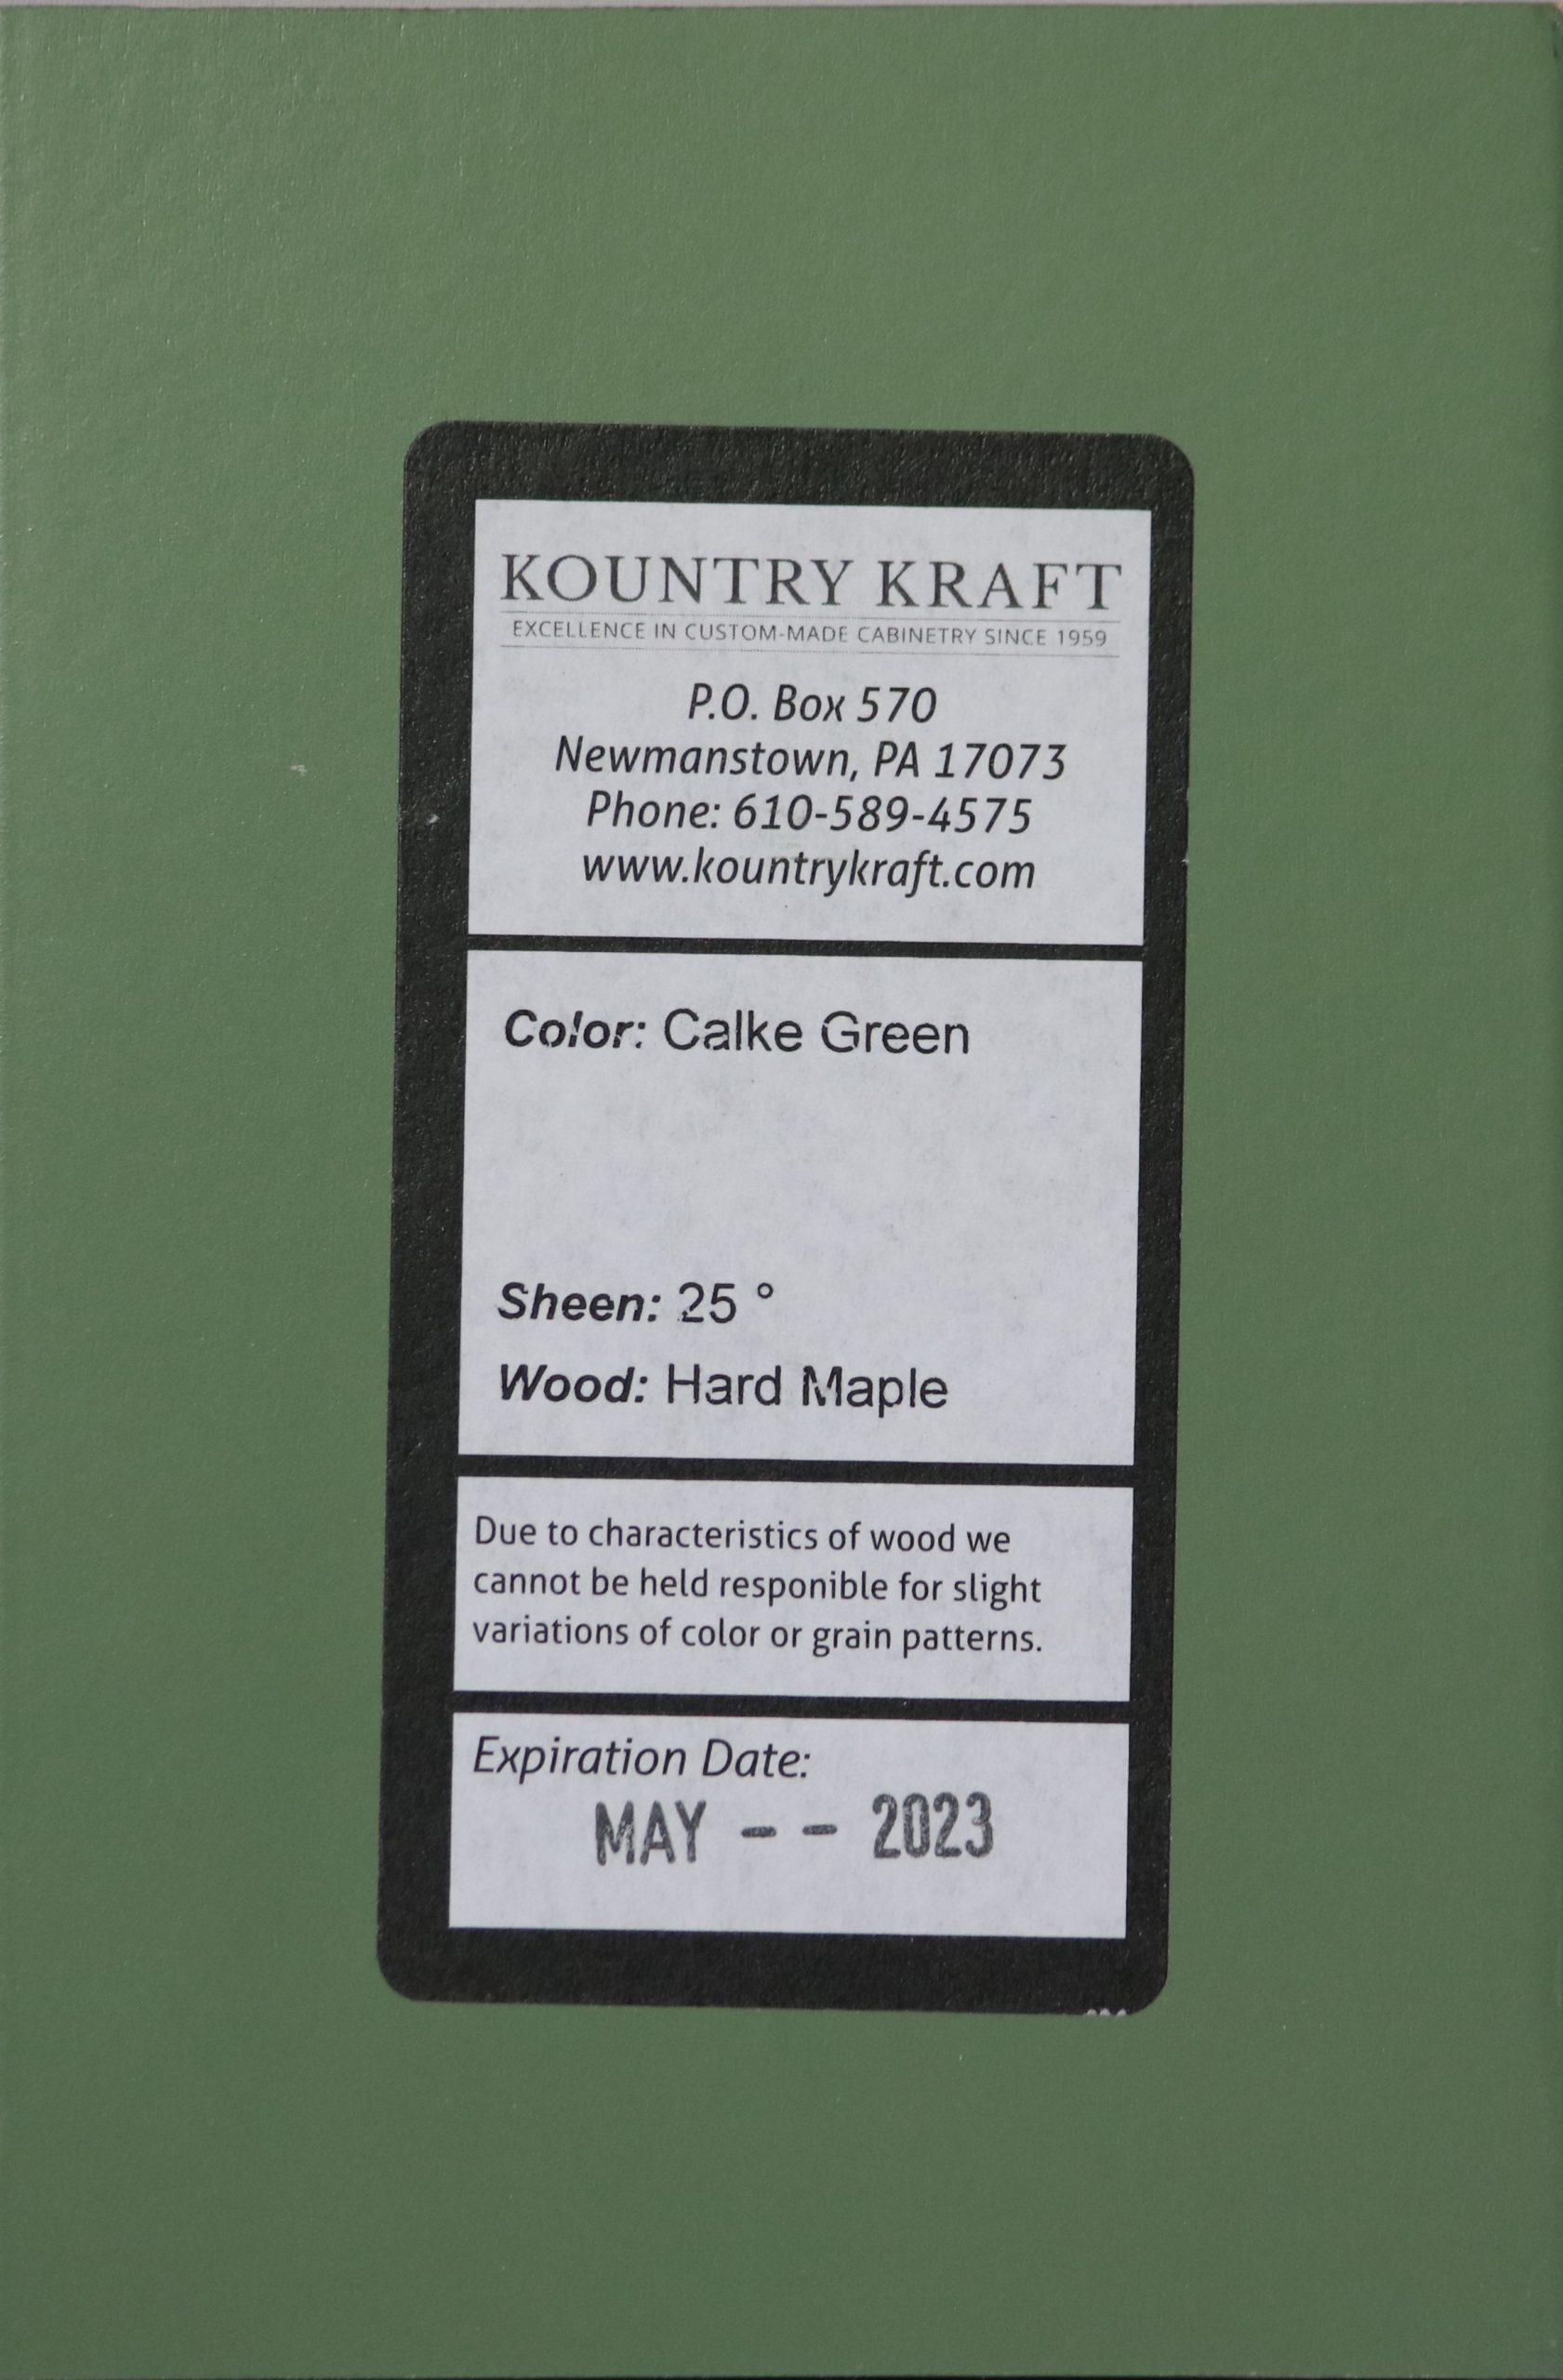 KOUNTRY KRAFT
EXCELLENCE IN CUSTOM-MADE CABINETRY SINCE 1959
P.O. Box 570
Newmanstown, PA 17073
Phone: 610-589-4575
www.kountrykraft.com
Color: Calke Green
Sheen: 25 °
Wood: Hard Maple
Due to characteristics of wood we
cannot be held responible for slight
variations of color or grain patterns.
Expiration Date:
MAY -- 2023